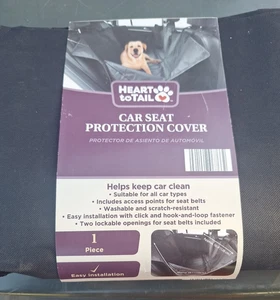 HEART
to TAIL
CAR SEAT
PROTECTION COVER
PROTECTOR DE ASIENTO DE AUTOMÓVIL
Helps keep car clean
• Suitable for all car types
• Includes access points for seat belts
• Washable and scratch-resistant
• Easy installation with click and hook-and-loop fastener
• Two lockable openings for seat belts included
1
Piece
Easy installation